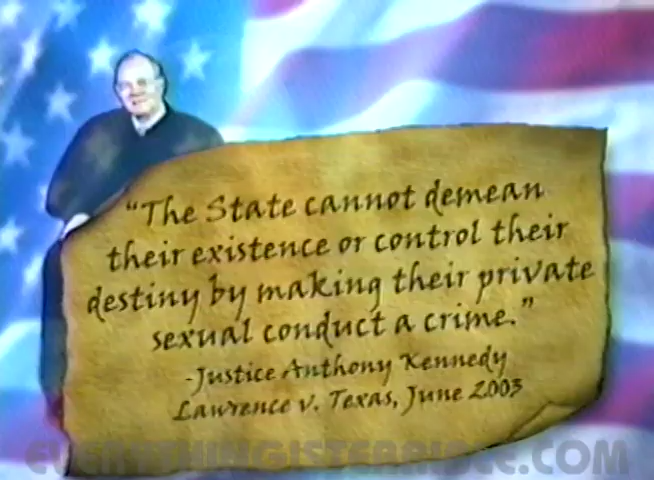 "The State cannot demean
their existence or control their
destiny by making their private
sexual conduct a crime."
-Justice Anthony Kennedy
Lawrence v. Texas, June 2003
EVERYTHINGISTERRIBLE.COM